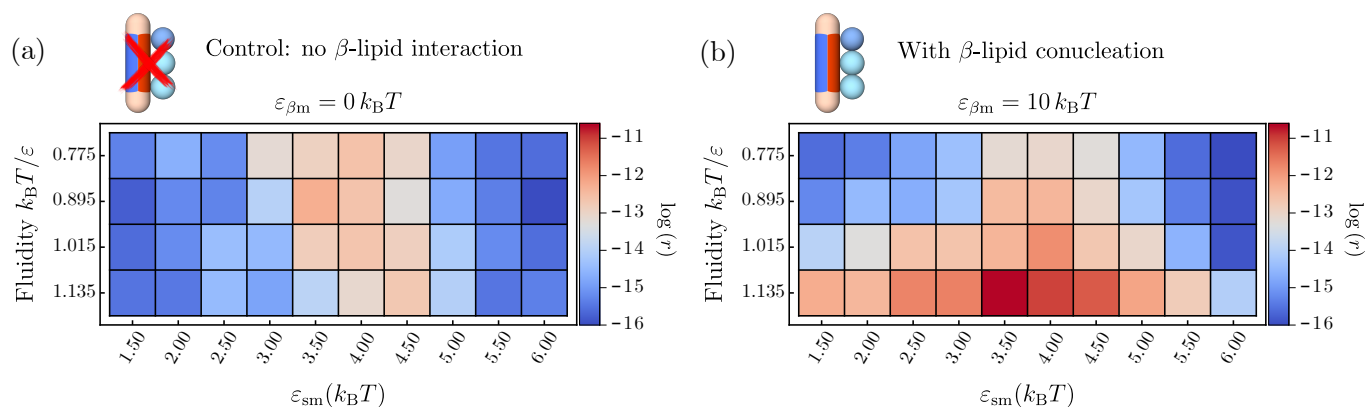 (a) Control: no β-lipid interaction
ε_βm = 0 k_BT
Fluidity k_BT/ε
0.775
0.895
1.015
1.135
1.50 2.00 2.50 3.00 3.50 4.00 4.50 5.00 5.50 6.00
ε_sm(k_BT)
−11
−12
−13
−14
−15
−16
log (r)
(b) With β-lipid conucleation
ε_βm = 10 k_BT
Fluidity k_BT/ε
0.775
0.895
1.015
1.135
1.50 2.00 2.50 3.00 3.50 4.00 4.50 5.00 5.50 6.00
ε_sm(k_BT)
−11
−12
−13
−14
−15
−16
log (r)